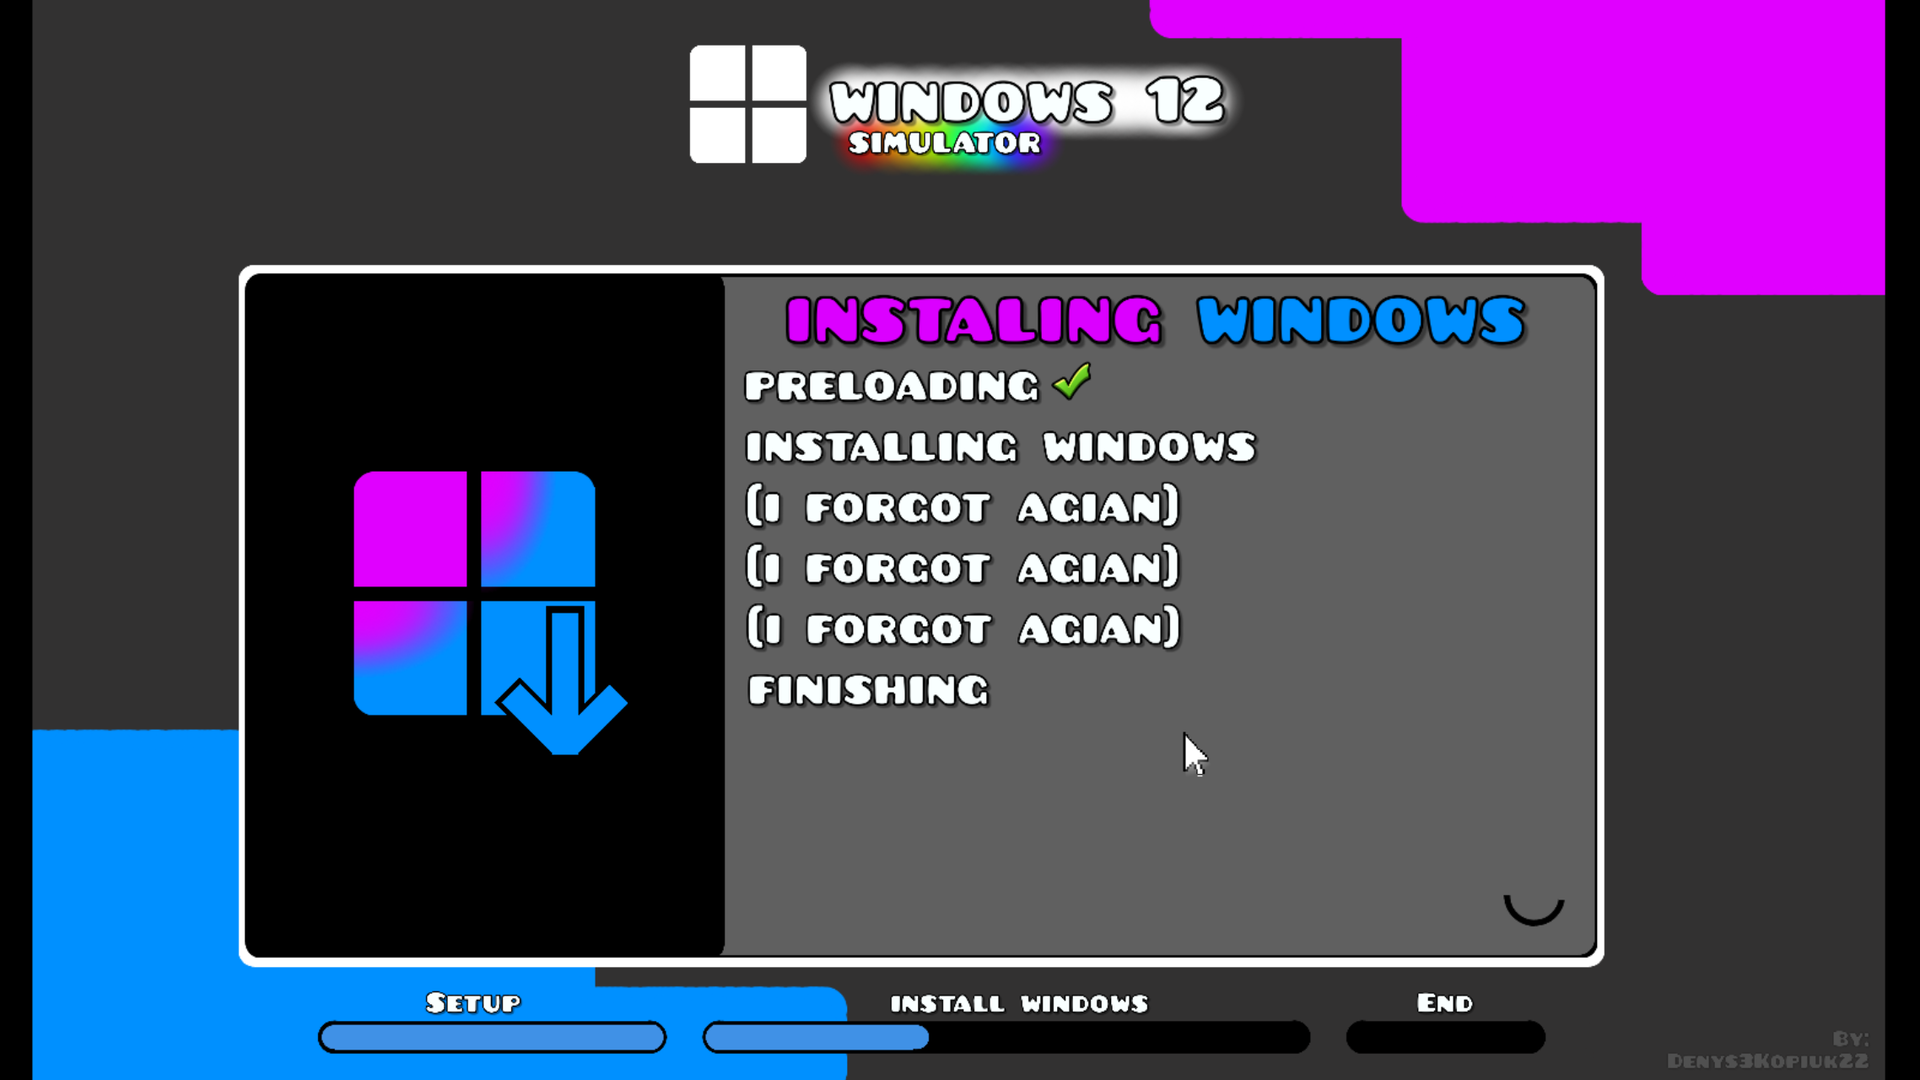 WINDOWS 12
SIMULATOR
INSTALING WINDOWS
PRELOADING
INSTALLING WINDOWS
(I FORGOT AGIAN)
(I FORGOT AGIAN)
(I FORGOT AGIAN)
FINISHING
SETUP
INSTALL WINDOWS
END
BY:
DENYS3KOPIUK22